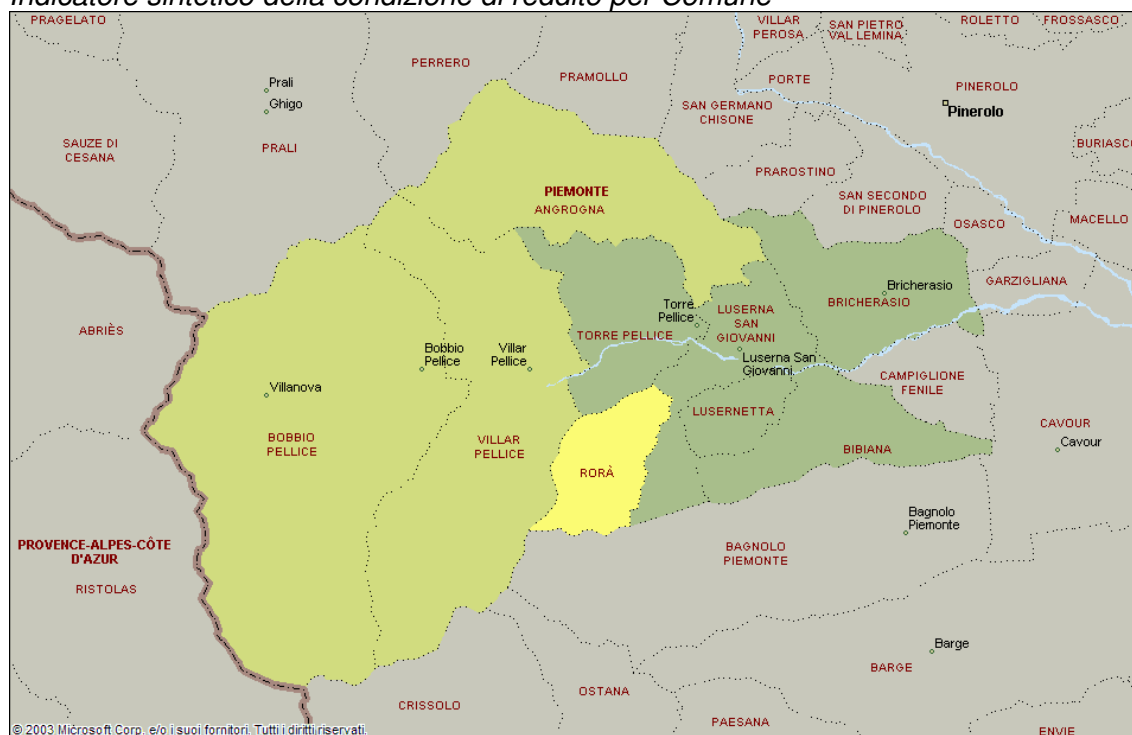 Indicatore sintetico della condizione di reddito per Comune
PRAGELATO
VILLAR
PEROSA
SAN PIETRO
VAL LEMINA
ROLETTO
FROSSASCO
PERRERO
PRAMOLLO
PORTE
PINEROLO
Prali
Ghigo
SAN GERMANO
CHISONE
Pinerolo
SAUZE DI
CESANA
PRALI
BURIASCO
PRAROSTINO
PIEMONTE
ANGROGNA
SAN SECONDO
DI PINEROLO
OSASCO
MACELLO
GARZIGLIANA
Bricherasio
BRICHERASIO
ABRIÈS
Torre
Pellice
LUSERNA
SAN
GIOVANNI
TORRE PELLICE
Bobbio
Pellice
Villar
Pellice
Luserna San
Giovanni
CAMPIGLIONE
FENILE
Villanova
LUSERNETTA
CAVOUR
Cavour
BOBBIO
PELLICE
VILLAR
PELLICE
BIBIANA
RORÀ
Bagnolo
Piemonte
PROVENCE-ALPES-CÔTE
D'AZUR
BAGNOLO
PIEMONTE
RISTOLAS
Barge
BARGE
OSTANA
CRISSOLO
PAESANA
ENVIE
© 2003 Microsoft Corp. e/o i suoi fornitori. Tutti i diritti riservati.